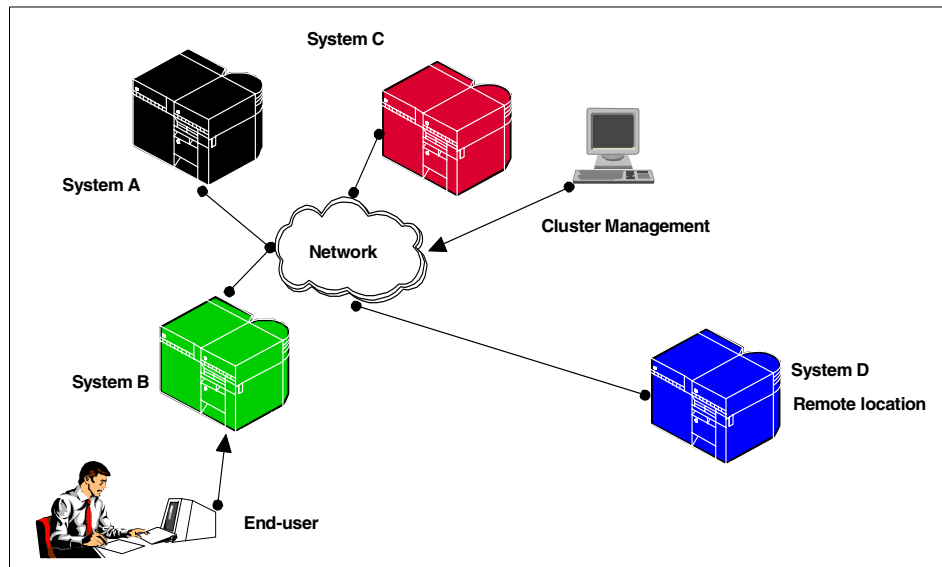 System C
System A
Cluster Management
Network
System B
System D
Remote location
End-user